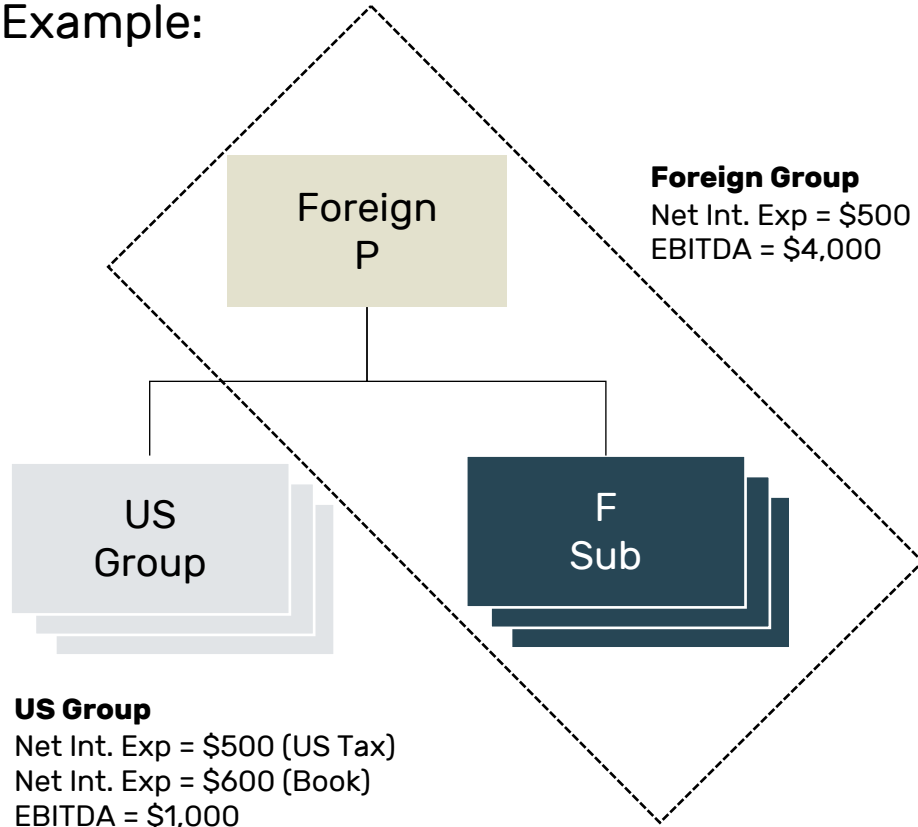 Example:
Foreign
P
Foreign Group
Net Int. Exp = $500
EBITDA = $4,000
US
Group
F
Sub
US Group
Net Int. Exp = $500 (US Tax)
Net Int. Exp = $600 (Book)
EBITDA = $1,000